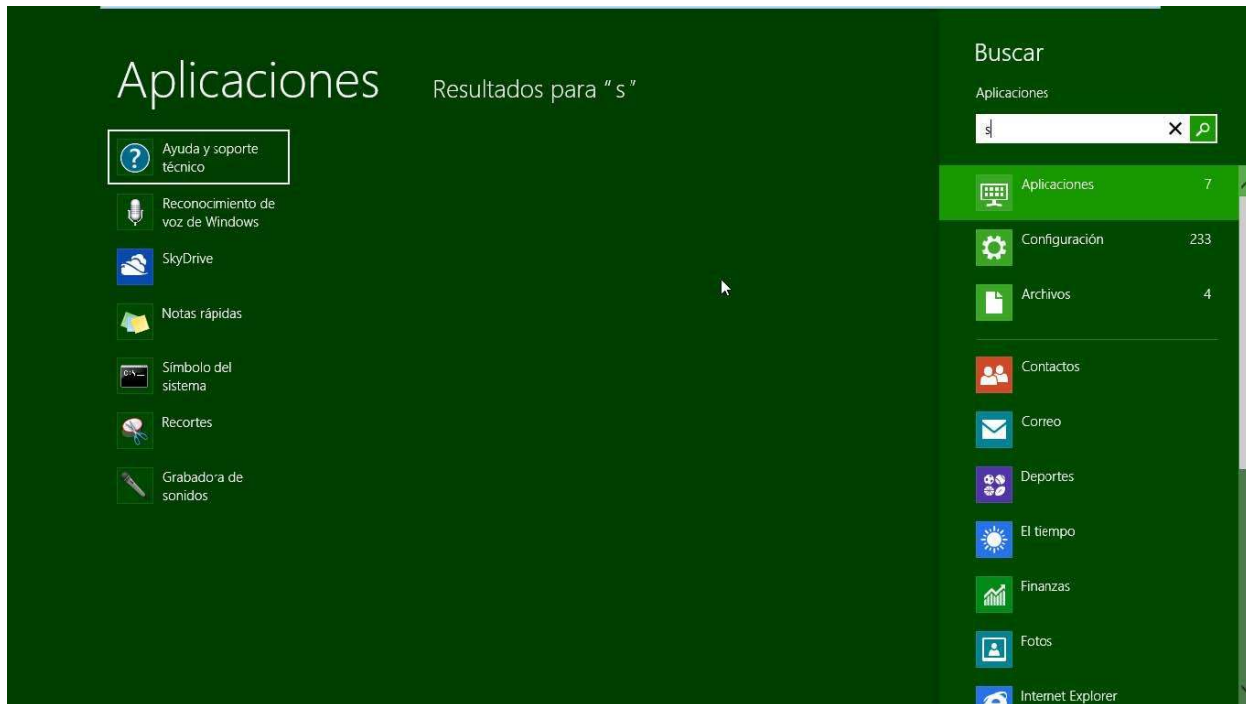 Aplicaciones
Resultados para "s"
Ayuda y soporte
técnico
Reconocimiento de
voz de Windows
SkyDrive
Notas rápidas
C:\_
Símbolo del
sistema
Recortes
Grabadora de
sonidos
Buscar
Aplicaciones
s
Aplicaciones 7
Configuración 233
Archivos 4
Contactos
Correo
Deportes
El tiempo
Finanzas
Fotos
Internet Explorer